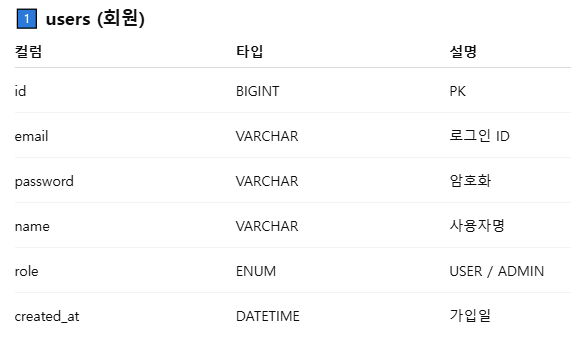 1 users (회원)
컬럼 타입 설명
id BIGINT PK
email VARCHAR 로그인 ID
password VARCHAR 암호화
name VARCHAR 사용자명
role ENUM USER / ADMIN
created_at DATETIME 가입일